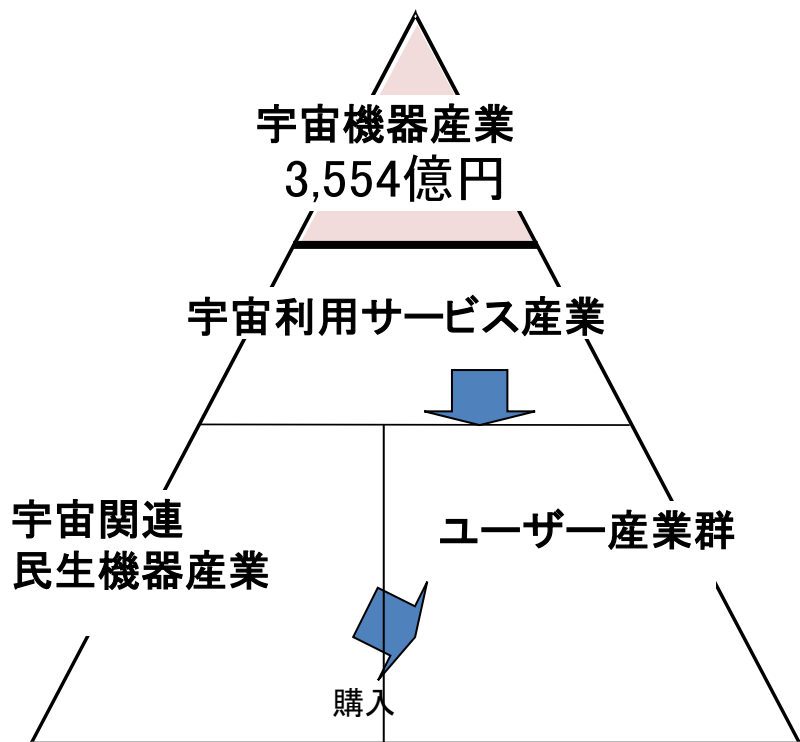 宇宙機器産業
3,554億円
宇宙利用サービス産業
宇宙関連
民生機器産業
ユーザー産業群
購入